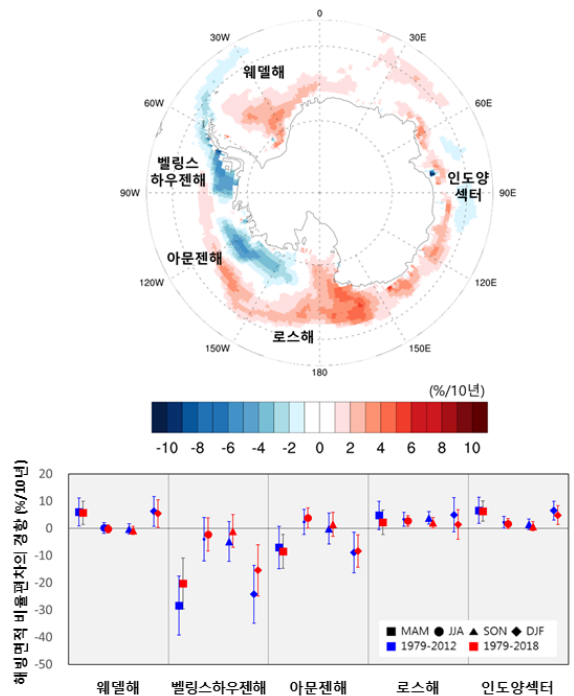 0
30W
30E
웨델해
60W
60E
벨링스
하우젠해
인도양
섹터
90W
90E
아문젠해
120W
120E
로스해
150W
150E
180
(%/10년)
-10 -8 -6 -4 -2 0 2 4 6 8 10
해빙면적 비율편차의 경향 (%/10년)
20
10
0
-10
-20
-30
-40
-50
MAM JJA SON DJF
1979-2012 1979-2018
웨델해 벨링스하우젠해 아문젠해 로스해 인도양섹터